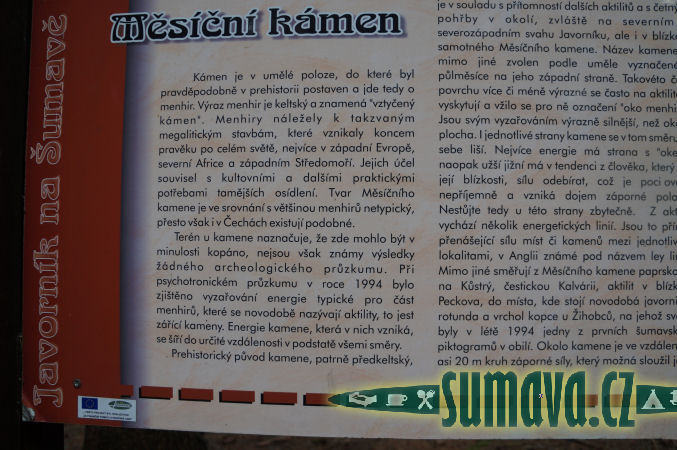 Javorník na Šumavě
Měsíční kámen
Kámen je v umělé poloze, do které byl
pravděpodobně v prehistorii postaven a jde tedy o
menhir. Výraz menhir je keltský a znamená "vztyčený
kámen". Menhiry náležely k takzvaným
megalitickým stavbám, které vznikaly koncem
pravěku po celém světě, nejvíce v západní Evropě,
severní Africe a západním Středomoří. Jejich účel
souvisel s kultovními a dalšími praktickými
potřebami tamějších osídlení. Tvar Měsíčního
kamene je ve srovnání s většinou menhirů netypický,
přesto však i v Čechách existují podobné.
Terén u kamene naznačuje, že zde mohlo být v
minulosti kopáno, nejsou však známy výsledky
žádného archeologického průzkumu. Při
psychotronickém průzkumu v roce 1994 bylo
zjištěno vyzařování energie typické pro část
menhirů, které se novodobě nazývají aktility, to jest
zářící kameny. Energie kamene, která v nich vzniká,
se šíří do určité vzdálenosti v podstatě všemi směry.
Prehistorický původ kamene, patrně předkeltský,
je v souladu s přítomností dalších aktilitů a s četný
pohřby v okolí, zvláště na severním
severozápadním svahu Javorníku, ale i v blízko
samotného Měsíčního kamene. Název kamene
mimo jiné zvolen podle uměle vyznačené
půlměsíce na jeho západní straně. Takovéto č
povrchu více či méně výrazné se často na aktilite
vyskytují a vžilo se pro ně označení "oko menhi
Jsou svým vyzařováním výrazně silnější, než ok
plocha. I jednotlivé strany kamene se v tom směru
sebe liší. Nejvíce energie má strana s "oke
naopak užší jižní má v tendenci z člověka, který
její blízkosti, sílu odebírat, což je poci ov
nepříjemně a vzniká dojem záporné pola
Nestůjte tedy u této strany zbytečně. Z akt
vychází několik energetických linií. Jsou to přím
přenášející sílu míst či kamenů mezi jednotliv
lokalitami, v Anglii známé pod názvem ley lin
Mimo jiné směřují z Měsíčního kamene paprsko
na Kůstrý, čestickou Kalvárii, aktilit v blízk
Peckova, do místa, kde stojí novodobá javorni
rotunda a vrchol kopce u Žihobců, na jehož sva
byly v létě 1994 jedny z prvních šumavsk
piktogramů v obilí. Okolo kamene je ve vzdálen
asi 20 m kruh záporné síly, který možná sloužil j
sumava.cz